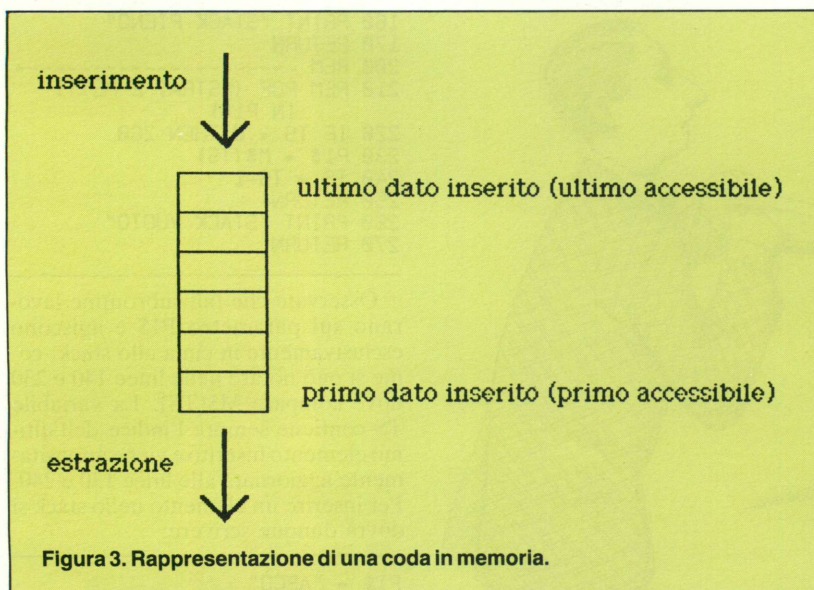 inserimento
ultimo dato inserito (ultimo accessibile)
primo dato inserito (primo accessibile)
estrazione
Figura 3. Rappresentazione di una coda in memoria.